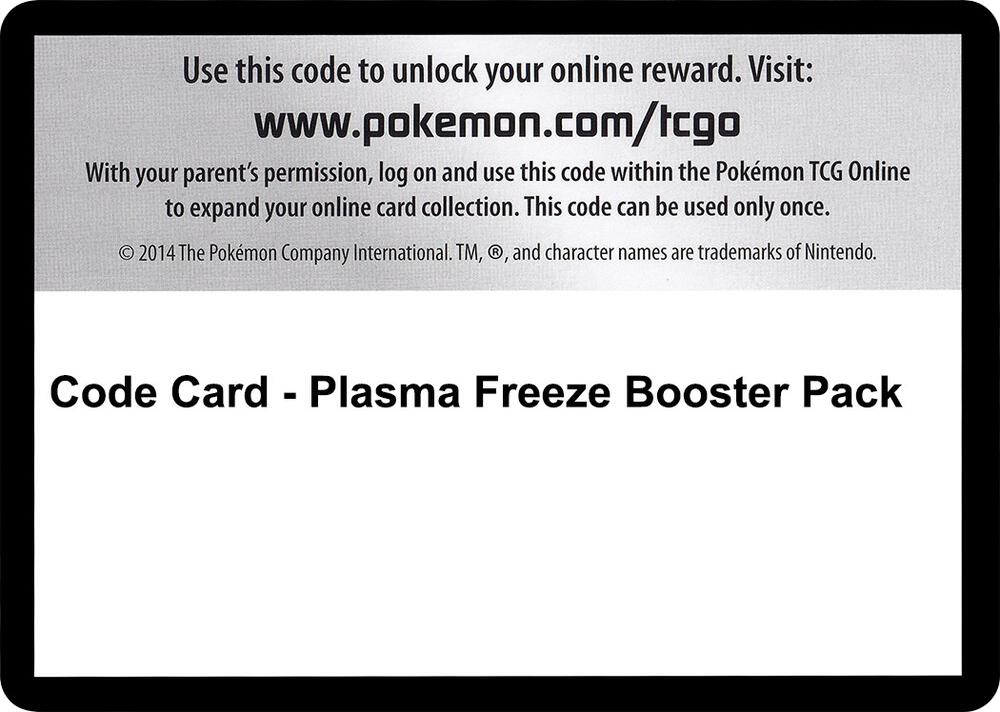 Use this code to unlock your online reward. Visit:
www.pokemon.com/tcgo
With your parent's permission, log on and use this code within the Pokémon TCG Online
to expand your online card collection. This code can be used only once.
© 2014 The Pokémon Company International. TM, ®, and character names are trademarks of Nintendo.
Code Card - Plasma Freeze Booster Pack